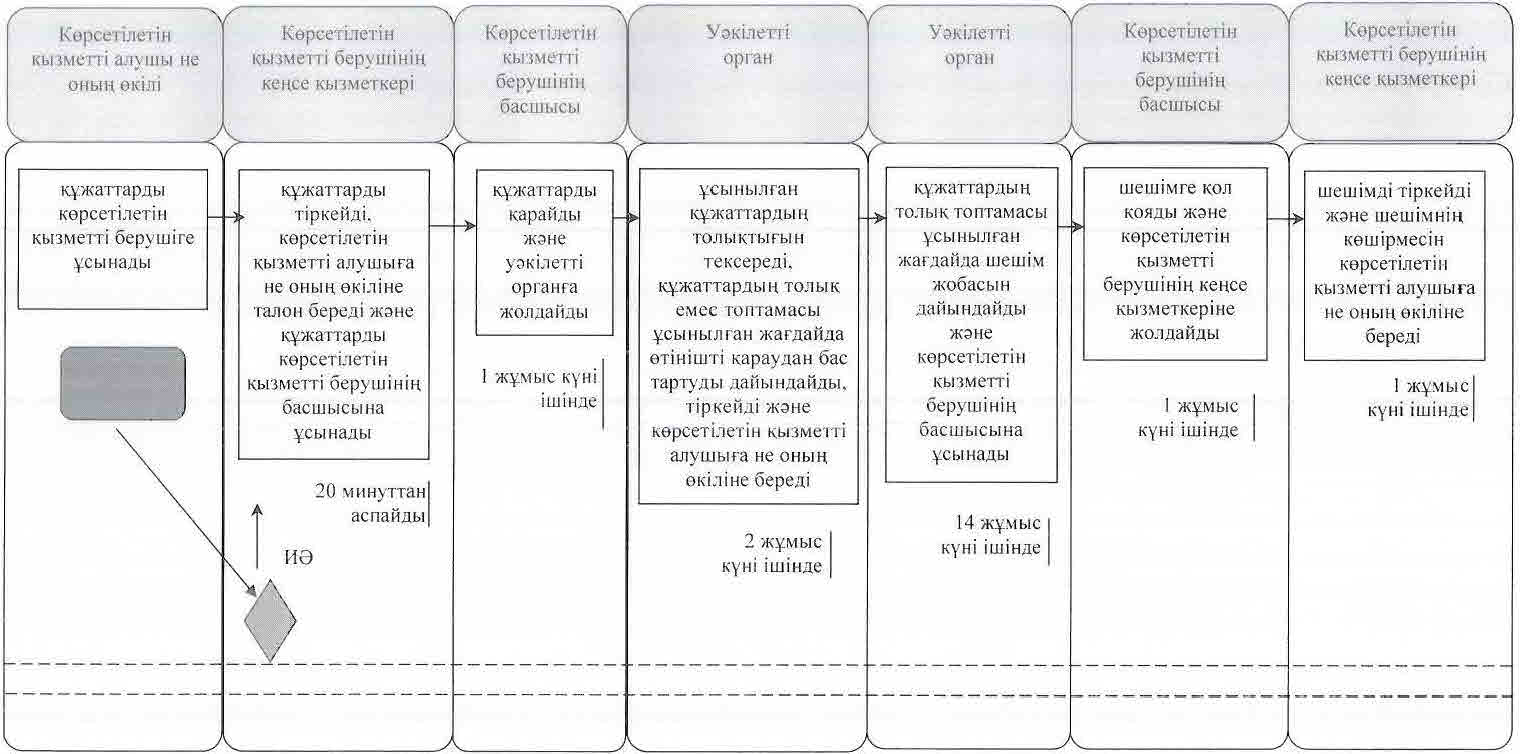 Көрсетілетін
қызметті алушы не
оның өкілі
Көрсетілетін
қызметті берушінің
кеңсе қызметкері
Көрсетілетін
қызметті
берушінің
басшысы
Уәкілетті
орган
Уәкілетті
орган
Көрсетілетін
қызметті
берушінің
басшысы
Көрсетілетін
қызметті берушінің
кеңсе қызметкері
құжаттарды
көрсетілетін
қызметті берушіге
ұсынады
құжаттарды
тіркейді,
көрсетілетін
қызметті алушыға
не оның өкіліне
талон береді және
құжаттарды
көрсетілетін
қызметті берушінің
басшысына
ұсынады
20 минуттан
аспайды
ИӘ
құжаттарды
қарайды
және
уәкілетті
органға
жолдайды
1 жұмыс күні
ішінде
ұсынылған
құжаттардың
толықтығын
тексереді,
құжаттардың толық
емес топтамасы
ұсынылған жағдайда
өтінішті қараудан бас
тартуды дайындайды,
тіркейді және
көрсетілетін қызметті
алушыға не оның
өкіліне береді
2 жұмыс
күні ішінде
құжаттардың
толық топтамасы
ұсынылған
жағдайда шешім
жобасын
дайындайды
және
көрсетілетін
қызметті
берушінің
басшысына
ұсынады
14 жұмыс
күні ішінде
шешімге қол
қояды және
көрсетілетін
қызметті
берушінің кеңсе
қызметкеріне
жолдайды
1 жұмыс
күні ішінде
шешімді тіркейді
және шешімнің
көшірмесін
көрсетілетін
қызметті алушыға
не оның өкіліне
береді
1 жұмыс
күні ішінде